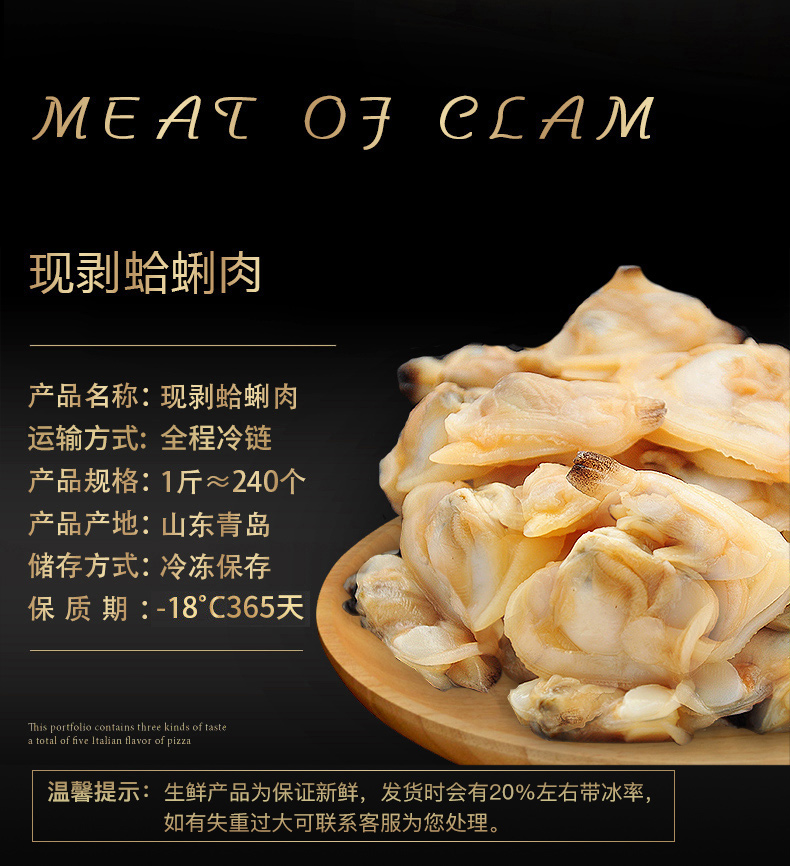 MEAT OF CLAM
现剥蛤蜊肉
产品名称：现剥蛤蜊肉
运输方式：全程冷链
产品规格：1斤≈240个
产品产地：山东青岛
储存方式：冷冻保存
保质期：-18°C365天
This portfolio contains three kinds of taste
a total of five Italian flavor of pizza
温馨提示：生鲜产品为保证新鲜，发货时会有20%左右带冰率，
如有失重过大可联系客服为您处理。